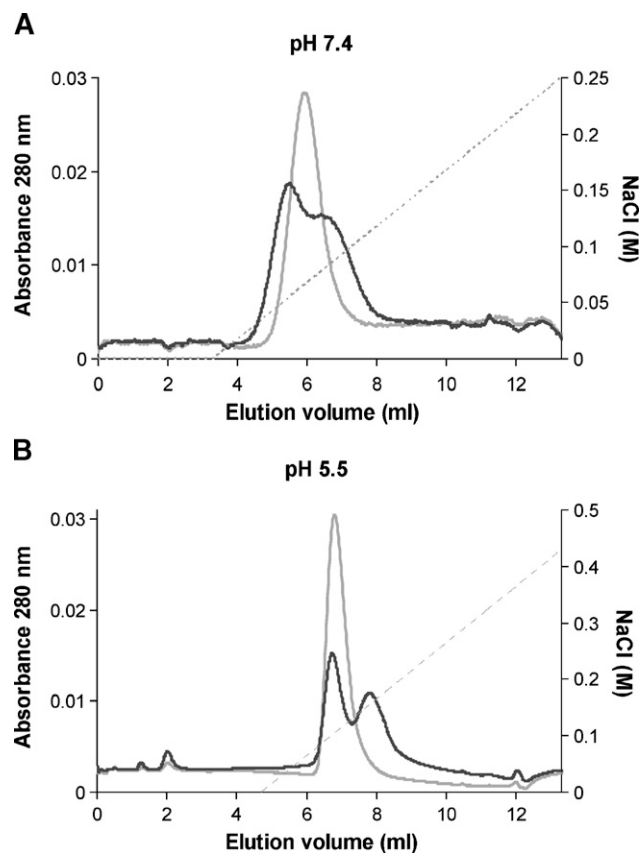 A
pH 7.4
0.03
0.02
0.01
0
Absorbance 280 nm
0.25
0.2
0.15
0.1
0.05
0
NaCl (M)
0 2 4 6 8 10 12
Elution volume (ml)
B
pH 5.5
0.03
0.02
0.01
0
Absorbance 280 nm
0.5
0.4
0.3
0.2
0.1
0
NaCl (M)
0 2 4 6 8 10 12
Elution volume (ml)